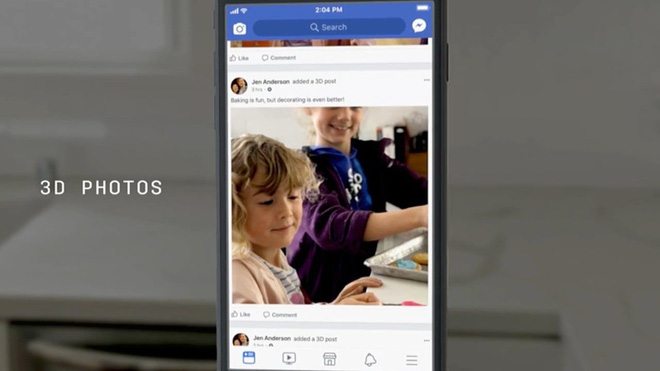 2:04 PM
Search
Like Comment
Jen Anderson added a 3D post
3 hrs ·
Baking is fun, but decorating is even better!
3D PHOTOS
Like Comment
Jen Anderson added a 3D post